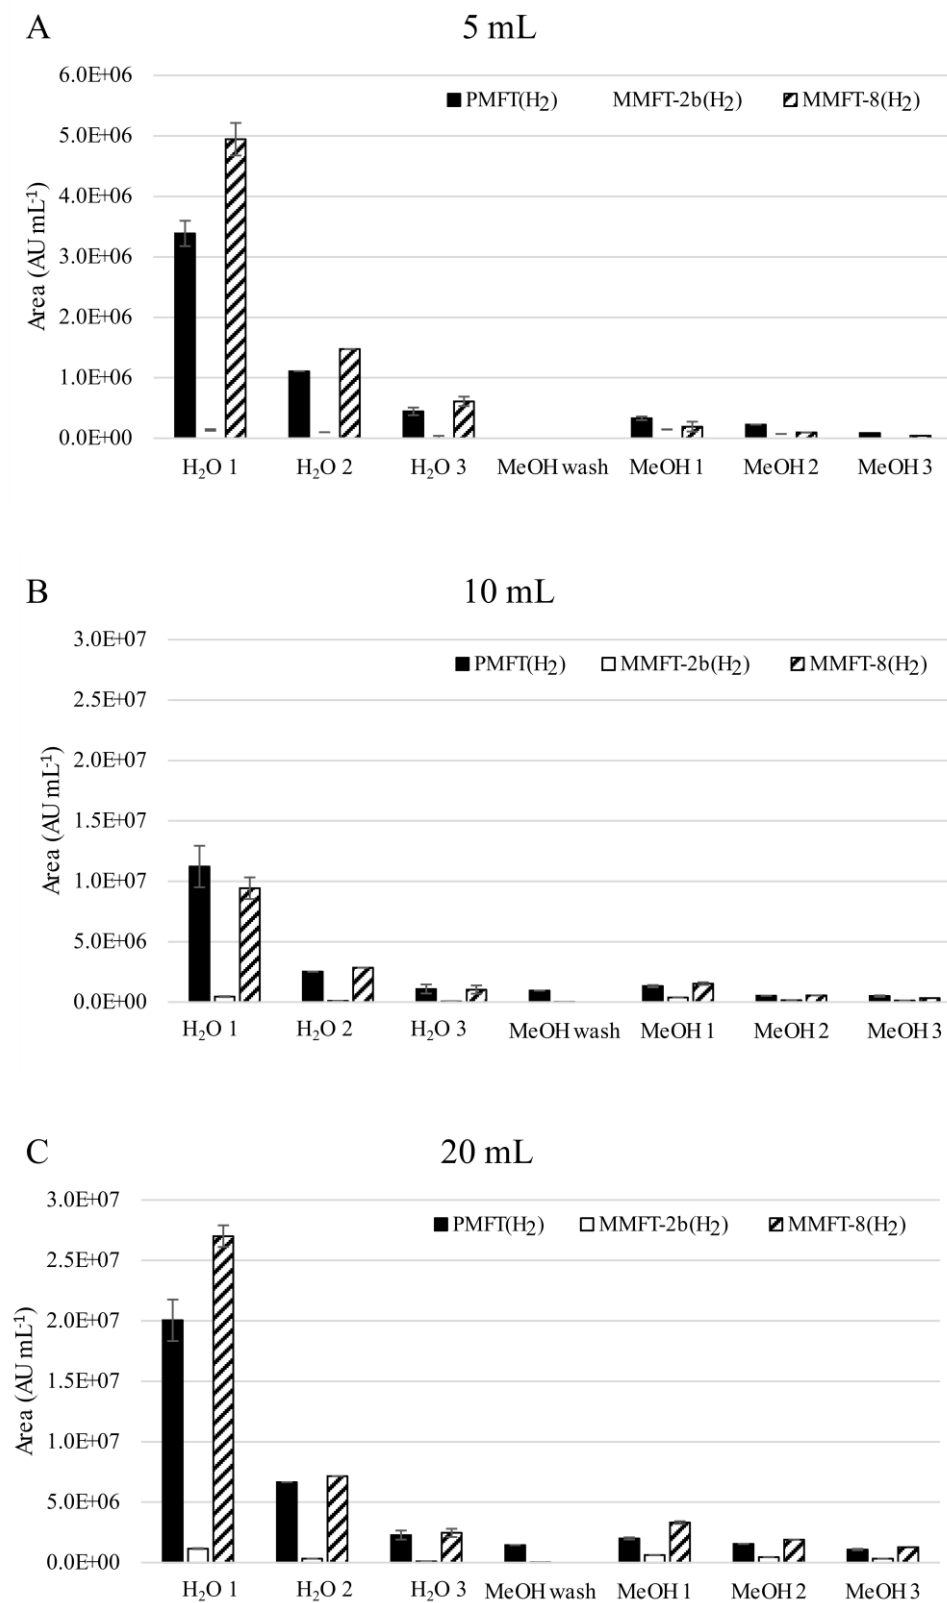 A
5 mL
6.0E+06
PMFT(H₂) MMFT-2b(H₂) MMFT-8(H₂)
5.0E+06
4.0E+06
3.0E+06
2.0E+06
1.0E+06
0.0E+00
Area (AU mL⁻¹)
H₂O 1 H₂O 2 H₂O 3 MeOH wash MeOH 1 MeOH 2 MeOH 3
B
10 mL
3.0E+07
PMFT(H₂) MMFT-2b(H₂) MMFT-8(H₂)
2.5E+07
2.0E+07
1.5E+07
1.0E+07
5.0E+06
0.0E+00
Area (AU mL⁻¹)
H₂O 1 H₂O 2 H₂O 3 MeOH wash MeOH 1 MeOH 2 MeOH 3
C
20 mL
3.0E+07
PMFT(H₂) MMFT-2b(H₂) MMFT-8(H₂)
2.5E+07
2.0E+07
1.5E+07
1.0E+07
5.0E+06
0.0E+00
Area (AU mL⁻¹)
H₂O 1 H₂O 2 H₂O 3 MeOH wash MeOH 1 MeOH 2 MeOH 3